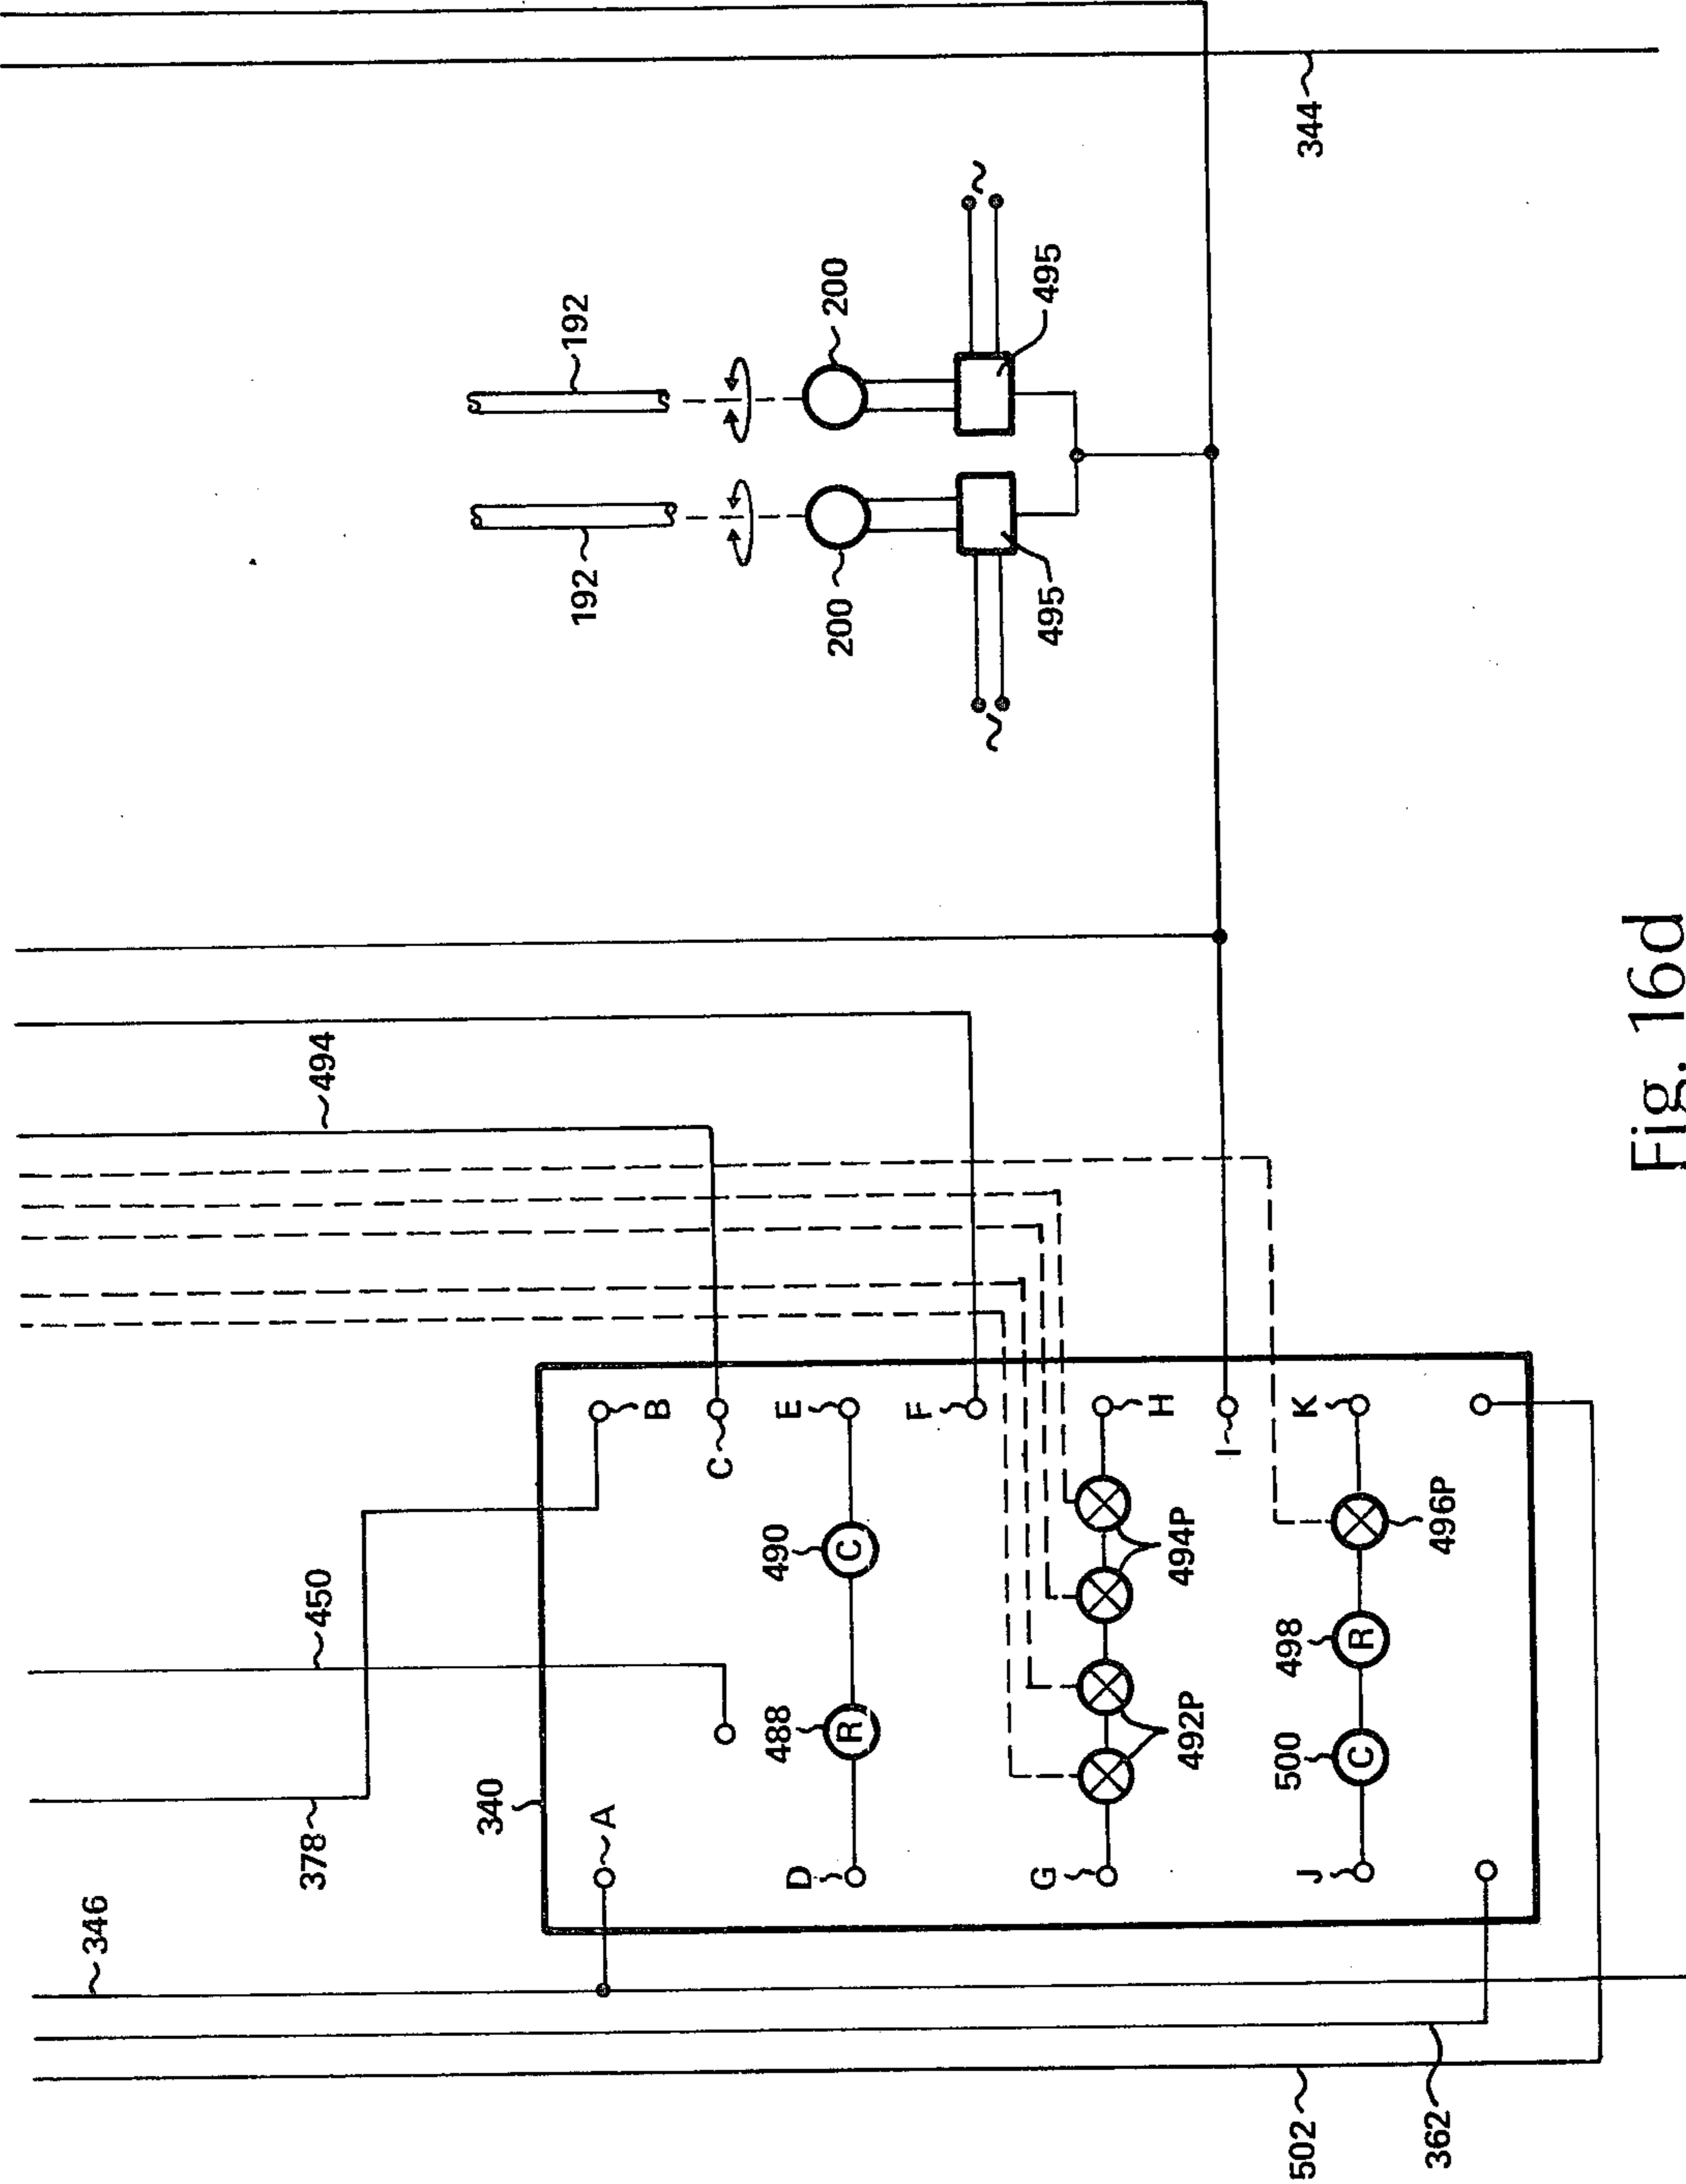 346
378 450 494
340
192 192
A
B
C
488 490
D R C E
200 200
F
495 495
G H
492P 494P
I
500 498
J C R K
502 344
362 496P
Fig. 16d